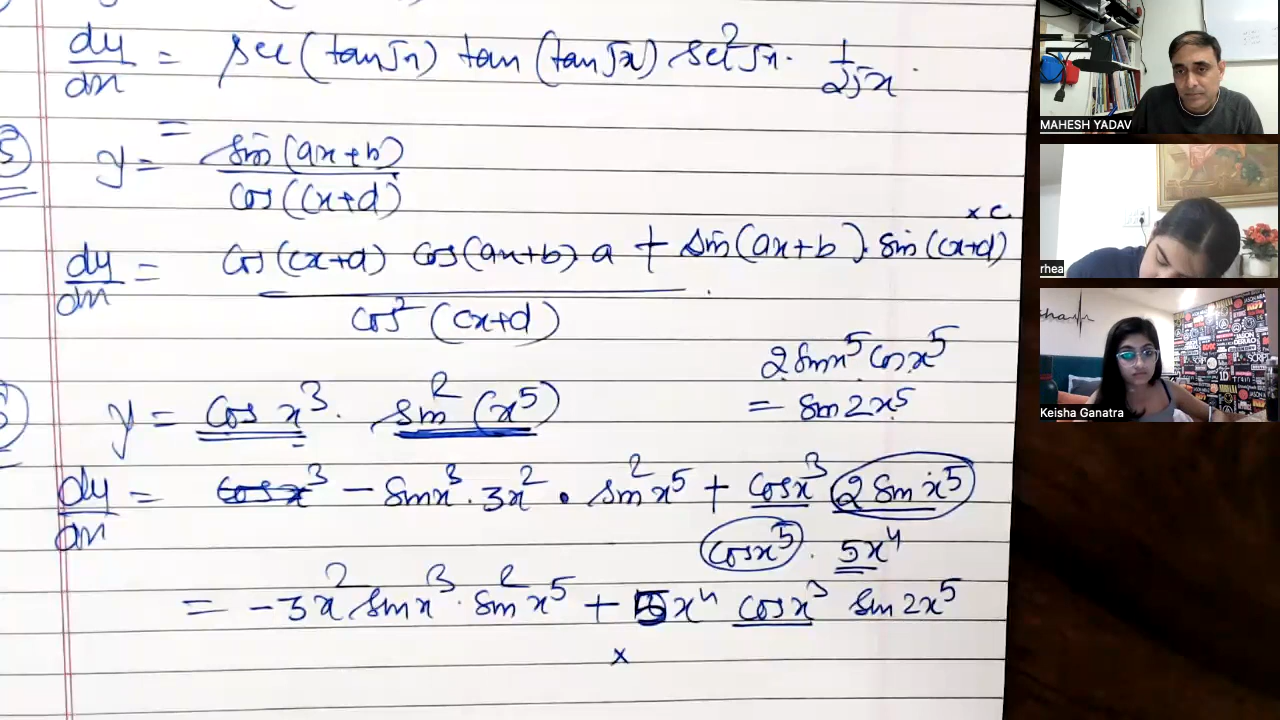 dy/dx = sec(tan√x) tan(tan√x) sec²√x · 1/2√x ·
=
5) y = sin(ax+b)/cos(cx+d)
× c
dy/dx = cos(cx+d) cos(ax+b) · a + sin(ax+b) · sin(cx+d)
cos²(cx+d)
2 sin x⁵ cos x⁵
= sin 2x⁵
y = cos x³ · sin²(x⁵)
dy/dx = cos x³ − sin x³ · 3x² · sin² x⁵ + cos x³ 2 sin x⁵
cos x⁵ · 5x⁴
= −3x² sin x³ · sin² x⁵ + 5x⁴ cos x³ sin 2x⁵
×
MAHESH YADAV
rhea
Keisha Ganatra